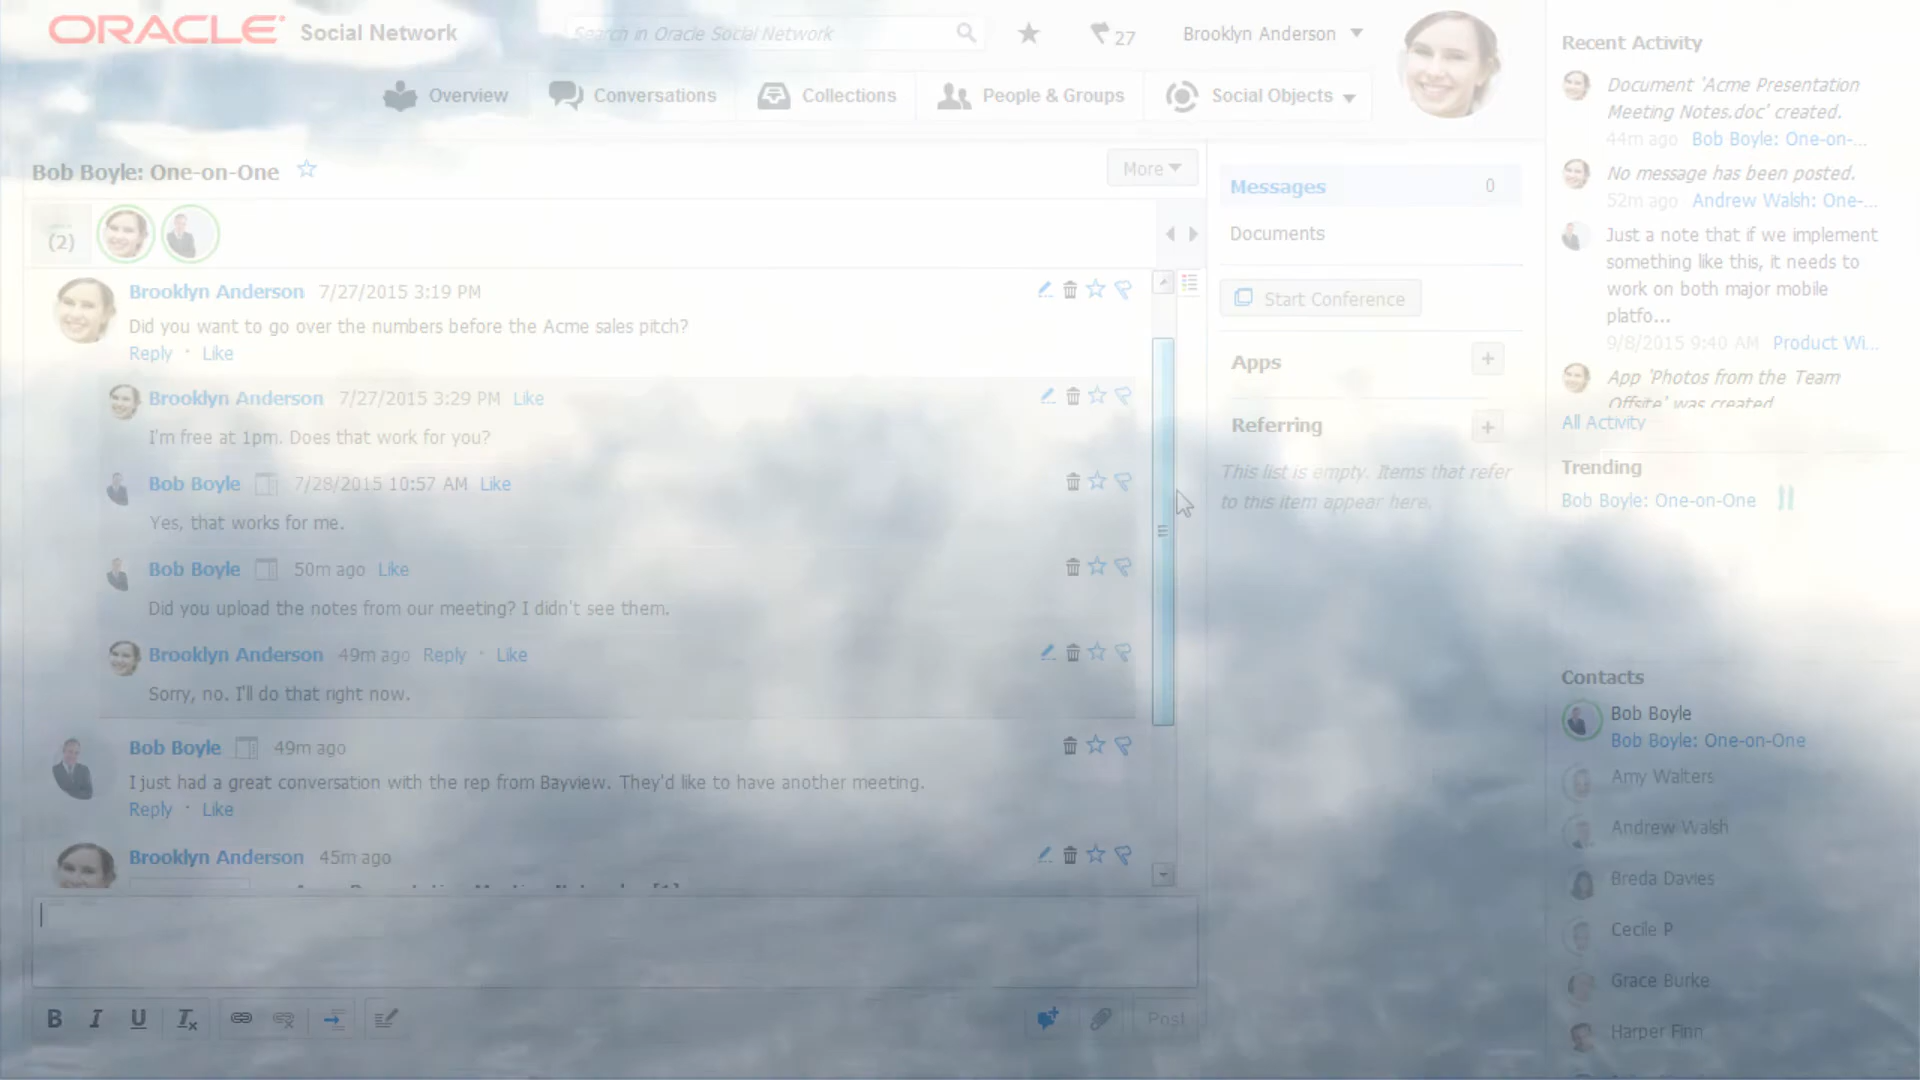 ORACLE Social Network
Search in Oracle Social Network
27
Brooklyn Anderson
Overview
Conversations
Collections
People & Groups
Social Objects
Bob Boyle: One-on-One
More
(2)
Brooklyn Anderson 7/27/2015 3:19 PM
Did you want to go over the numbers before the Acme sales pitch?
Reply · Like
Brooklyn Anderson 7/27/2015 3:29 PM Like
I'm free at 1pm. Does that work for you?
Bob Boyle 7/28/2015 10:57 AM Like
Yes, that works for me.
Bob Boyle 50m ago Like
Did you upload the notes from our meeting? I didn't see them.
Brooklyn Anderson 49m ago Reply · Like
Sorry, no. I'll do that right now.
Bob Boyle 49m ago
I just had a great conversation with the rep from Bayview. They'd like to have another meeting.
Reply · Like
Brooklyn Anderson 45m ago
B I U Tx
Post
Messages 0
Documents
Start Conference
Apps +
Referring +
This list is empty. Items that refer
to this item appear here.
Recent Activity
Document 'Acme Presentation
Meeting Notes.doc' created.
44m ago Bob Boyle: One-on-...
No message has been posted.
52m ago Andrew Walsh: One-...
Just a note that if we implement
something like this, it needs to
work on both major mobile
platfo...
9/8/2015 9:40 AM Product Wi...
App 'Photos from the Team
Offsite' was created
All Activity
Trending
Bob Boyle: One-on-One
Contacts
Bob Boyle
Bob Boyle: One-on-One
Amy Walters
Andrew Walsh
Breda Davies
Cecile P
Grace Burke
Harper Finn